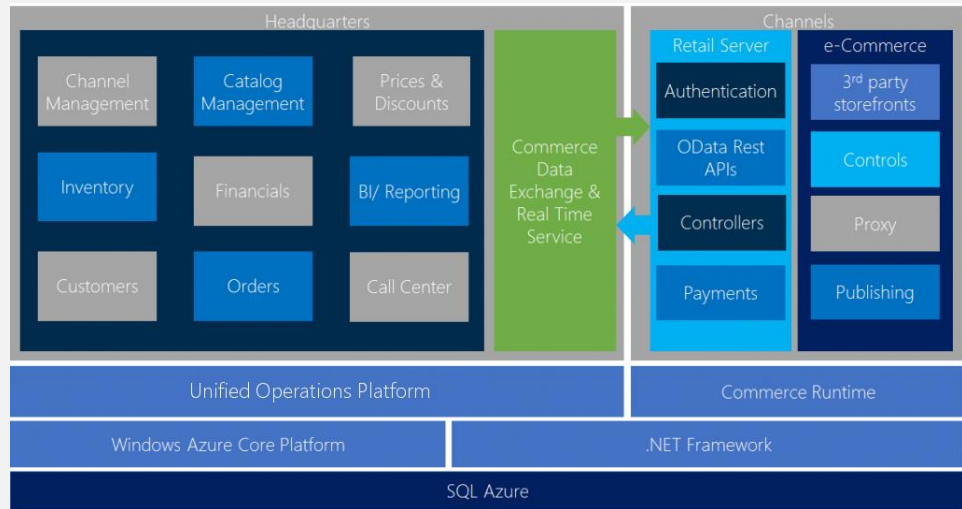 Headquarters
Channel
Management
Catalog
Management
Prices &
Discounts
Inventory
Financials
BI/ Reporting
Customers
Orders
Call Center
Commerce
Data
Exchange &
Real Time
Service
Channels
Retail Server
Authentication
OData Rest
APIs
Controllers
Payments
e-Commerce
3rd party
storefronts
Controls
Proxy
Publishing
Unified Operations Platform
Commerce Runtime
Windows Azure Core Platform
.NET Framework
SQL Azure